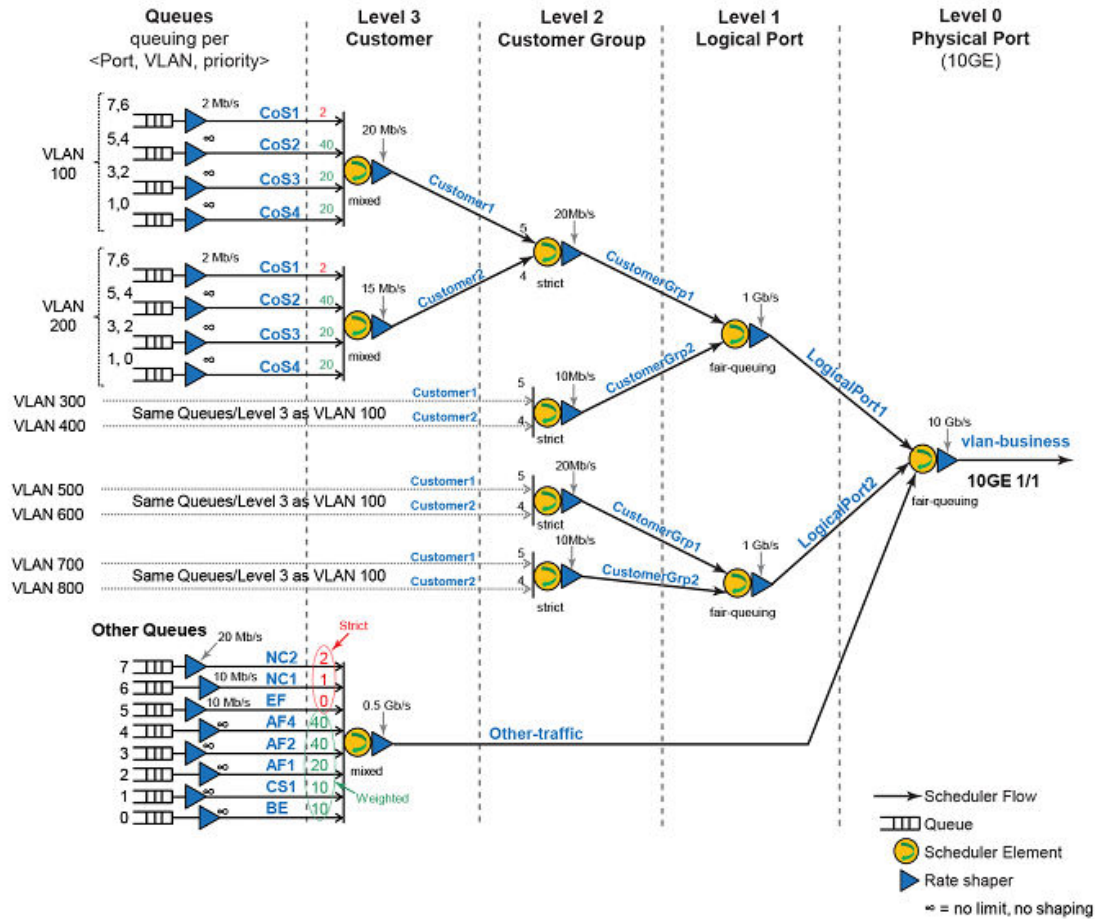 Queues
queuing per
<Port, VLAN, priority>
Level 3
Customer
Level 2
Customer Group
Level 1
Logical Port
Level 0
Physical Port
(10GE)
VLAN
100
7,6
2 Mb/s
CoS1
2
5,4
∞
CoS2
40
3,2
∞
CoS3
20
1,0
∞
CoS4
20
20 Mb/s
mixed
Customer1
VLAN
200
7,6
2 Mb/s
CoS1
2
5, 4
∞
CoS2
40
3, 2
∞
CoS3
20
1, 0
∞
CoS4
20
15 Mb/s
mixed
Customer2
5
4
20Mb/s
strict
CustomerGrp1
VLAN 300
VLAN 400
Same Queues/Level 3 as VLAN 100
Customer1
Customer2
5
4
10Mb/s
strict
CustomerGrp2
1 Gb/s
fair-queuing
LogicalPort1
VLAN 500
VLAN 600
Same Queues/Level 3 as VLAN 100
Customer1
Customer2
5
4
20Mb/s
strict
CustomerGrp1
VLAN 700
VLAN 800
Same Queues/Level 3 as VLAN 100
Customer1
Customer2
5
4
10Mb/s
strict
CustomerGrp2
1 Gb/s
fair-queuing
LogicalPort2
10 Gb/s
fair-queuing
vlan-business
10GE 1/1
Other Queues
Strict
20 Mb/s
7
NC2
2
6
10 Mb/s
NC1
1
5
10 Mb/s
EF
0
4
∞
AF4
40
3
∞
AF2
40
2
∞
AF1
20
1
∞
CS1
10
0
∞
BE
10
Weighted
0.5 Gb/s
mixed
Other-traffic
Scheduler Flow
Queue
Scheduler Element
Rate shaper
∞ = no limit, no shaping